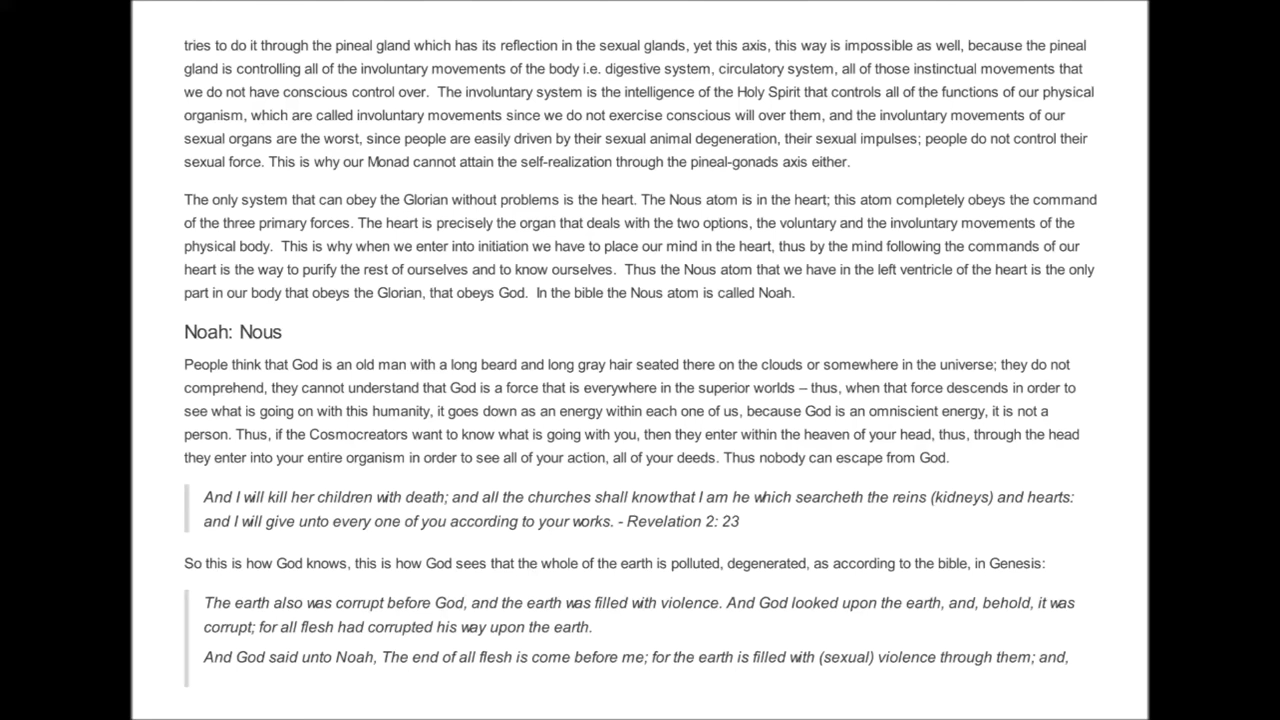 tries to do it through the pineal gland which has its reflection in the sexual glands, yet this axis, this way is impossible as well, because the pineal
gland is controlling all of the involuntary movements of the body i.e. digestive system, circulatory system, all of those instinctual movements that
we do not have conscious control over.  The involuntary system is the intelligence of the Holy Spirit that controls all of the functions of our physical
organism, which are called involuntary movements since we do not exercise conscious will over them, and the involuntary movements of our
sexual organs are the worst, since people are easily driven by their sexual animal degeneration, their sexual impulses; people do not control their
sexual force. This is why our Monad cannot attain the self-realization through the pineal-gonads axis either.
The only system that can obey the Glorian without problems is the heart. The Nous atom is in the heart; this atom completely obeys the command
of the three primary forces. The heart is precisely the organ that deals with the two options, the voluntary and the involuntary movements of the
physical body.  This is why when we enter into initiation we have to place our mind in the heart, thus by the mind following the commands of our
heart is the way to purify the rest of ourselves and to know ourselves.  Thus the Nous atom that we have in the left ventricle of the heart is the only
part in our body that obeys the Glorian, that obeys God.  In the bible the Nous atom is called Noah.
Noah: Nous
People think that God is an old man with a long beard and long gray hair seated there on the clouds or somewhere in the universe; they do not
comprehend, they cannot understand that God is a force that is everywhere in the superior worlds – thus, when that force descends in order to
see what is going on with this humanity, it goes down as an energy within each one of us, because God is an omniscient energy, it is not a
person. Thus, if the Cosmocreators want to know what is going with you, then they enter within the heaven of your head, thus, through the head
they enter into your entire organism in order to see all of your action, all of your deeds. Thus nobody can escape from God.
And I will kill her children with death; and all the churches shall know that I am he which searcheth the reins (kidneys) and hearts:
and I will give unto every one of you according to your works. - Revelation 2: 23
So this is how God knows, this is how God sees that the whole of the earth is polluted, degenerated, as according to the bible, in Genesis:
The earth also was corrupt before God, and the earth was filled with violence. And God looked upon the earth, and, behold, it was
corrupt; for all flesh had corrupted his way upon the earth.
And God said unto Noah, The end of all flesh is come before me; for the earth is filled with (sexual) violence through them; and,